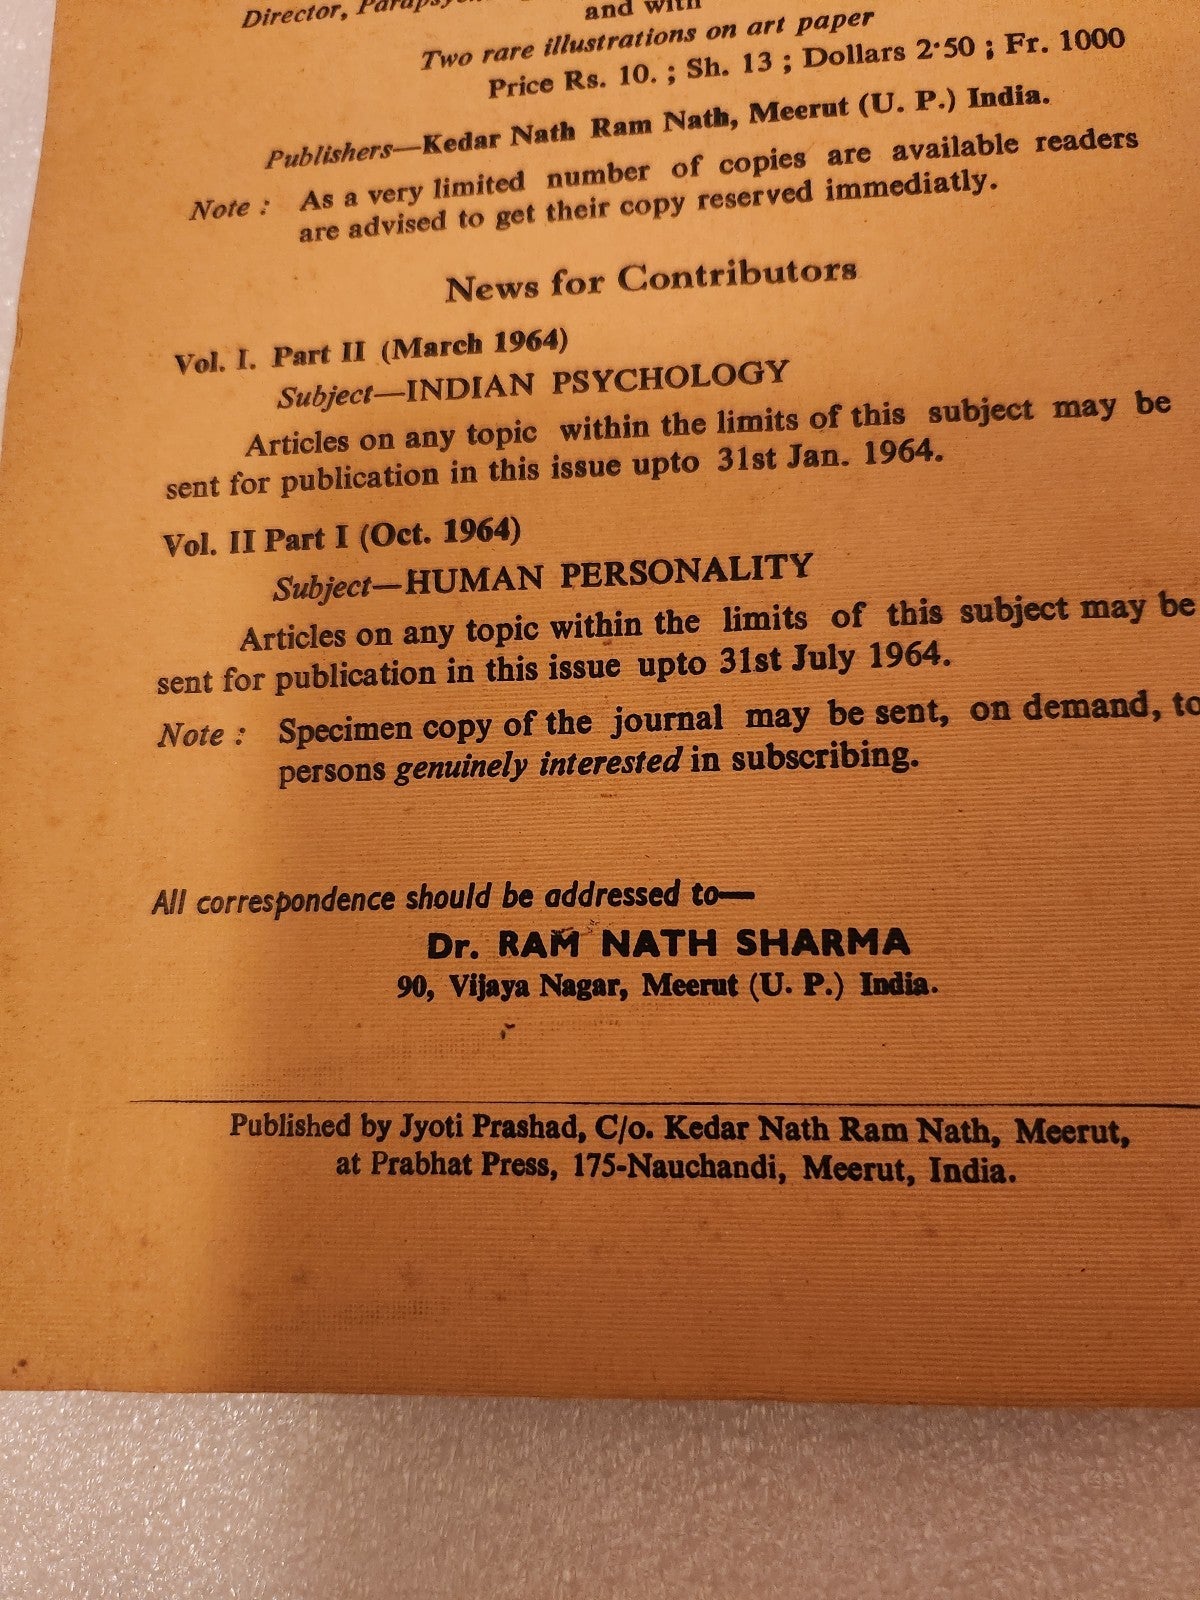 Director,
and with
Two rare illustrations on art paper
Price Rs. 10. ; Sh. 13 ; Dollars 2·50 ; Fr. 1000
Publishers—Kedar Nath Ram Nath, Meerut (U. P.) India.
Note : As a very limited number of copies are available readers
are advised to get their copy reserved immediatly.
News for Contributors
Vol. I. Part II (March 1964)
Subject—INDIAN PSYCHOLOGY
Articles on any topic within the limits of this subject may be
sent for publication in this issue upto 31st Jan. 1964.
Vol. II Part I (Oct. 1964)
Subject—HUMAN PERSONALITY
Articles on any topic within the limits of this subject may be
sent for publication in this issue upto 31st July 1964.
Note : Specimen copy of the journal may be sent, on demand, to
persons genuinely interested in subscribing.
All correspondence should be addressed to—
Dr. RAM NATH SHARMA
90, Vijaya Nagar, Meerut (U. P.) India.
Published by Jyoti Prashad, C/o. Kedar Nath Ram Nath, Meerut,
at Prabhat Press, 175-Nauchandi, Meerut, India.